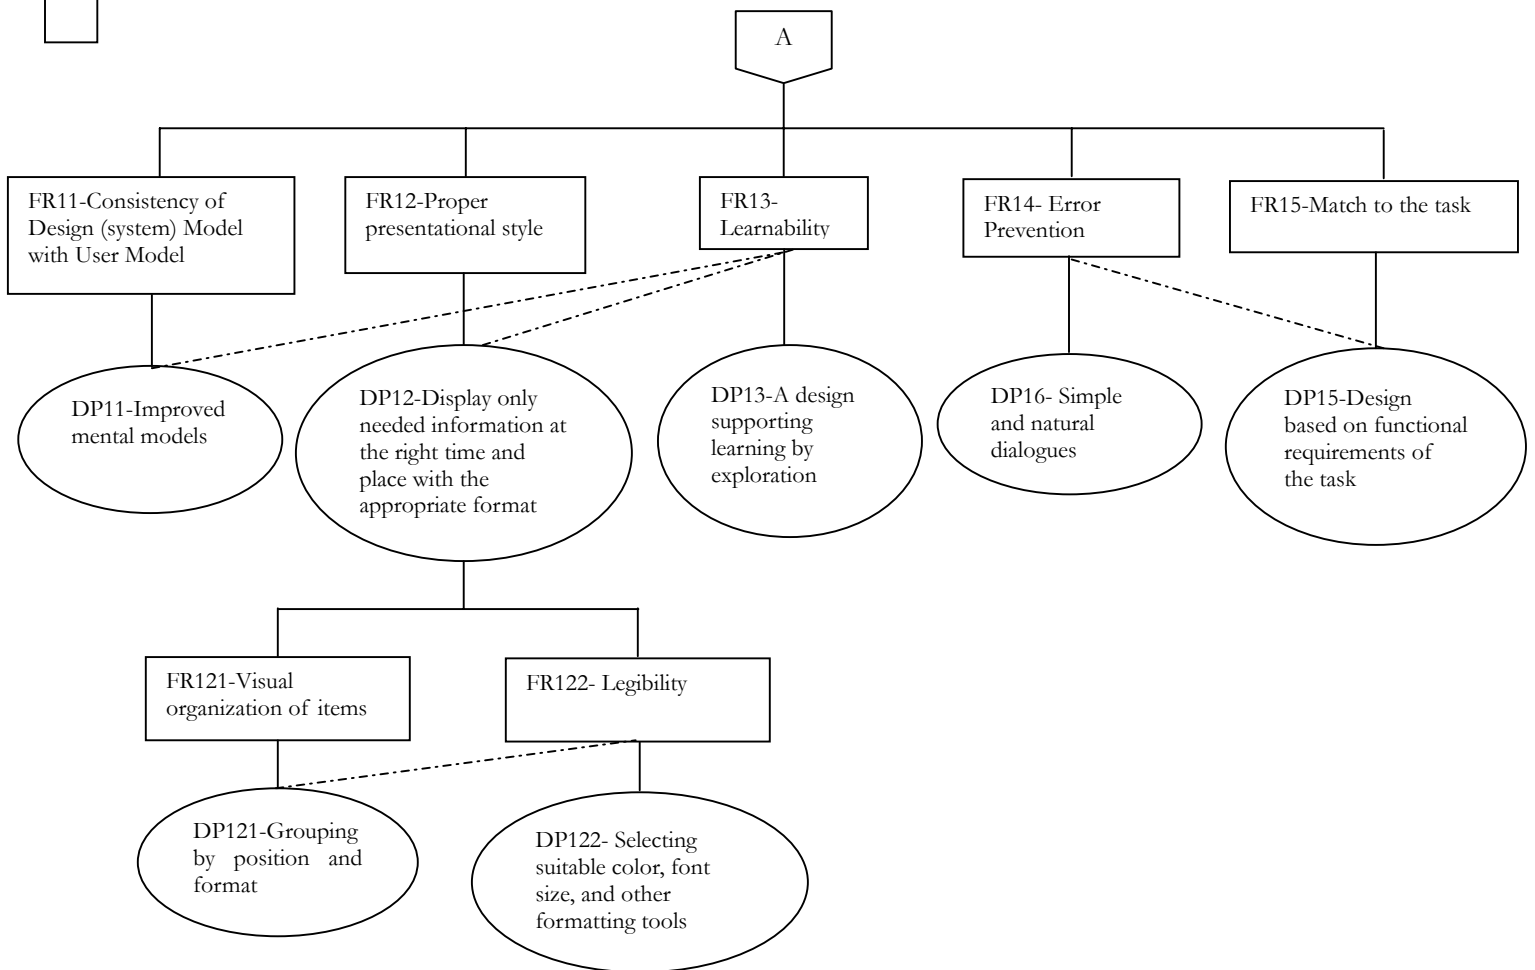 A
FR11-Consistency of
Design (system) Model
with User Model
FR12-Proper
presentational style
FR13-
Learnability
FR14- Error
Prevention
FR15-Match to the task
DP11-Improved
mental models
DP12-Display only
needed information at
the right time and
place with the
appropriate format
DP13-A design
supporting
learning by
exploration
DP16- Simple
and natural
dialogues
DP15-Design
based on functional
requirements of
the task
FR121-Visual
organization of items
FR122- Legibility
DP121-Grouping
by position and
format
DP122- Selecting
suitable color, font
size, and other
formatting tools